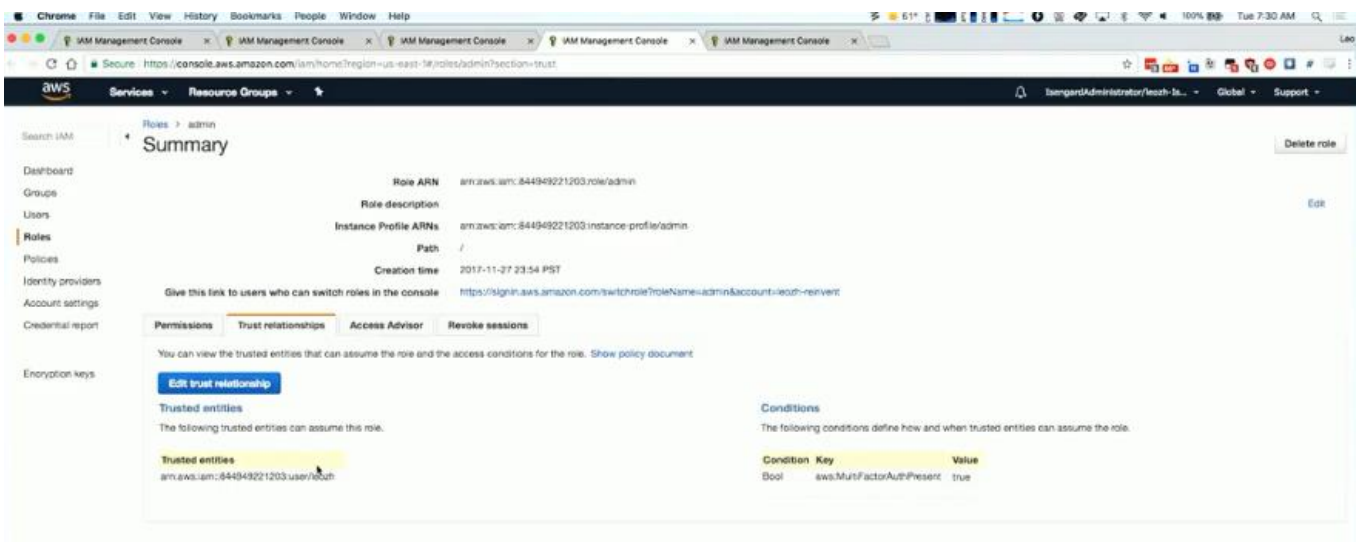 Chrome File Edit View History Bookmarks People Window Help 61° 100% Tue 7:30 AM
IAM Management Console IAM Management Console IAM Management Console IAM Management Console IAM Management Console Leo
Secure https://console.aws.amazon.com/iam/home?region=us-east-1#/roles/admin?section=trust
aws Services Resource Groups IsengardAdministrator/leozh-Is... Global Support
Search IAM
Roles > admin
Summary
Delete role
Dashboard
Groups
Users
Roles
Policies
Identity providers
Account settings
Credential report
Encryption keys
Role ARN arn:aws:iam::844949221203:role/admin
Role description Edit
Instance Profile ARNs arn:aws:iam::844949221203:instance-profile/admin
Path /
Creation time 2017-11-27 23:54 PST
Give this link to users who can switch roles in the console https://signin.aws.amazon.com/switchrole?roleName=admin&account=leozh-reinvent
Permissions Trust relationships Access Advisor Revoke sessions
You can view the trusted entities that can assume the role and the access conditions for the role. Show policy document
Edit trust relationship
Trusted entities
The following trusted entities can assume this role.
Trusted entities
arn:aws:iam::844949221203:user/leozh
Conditions
The following conditions define how and when trusted entities can assume the role.
Condition Key Value
Bool aws:MultiFactorAuthPresent true